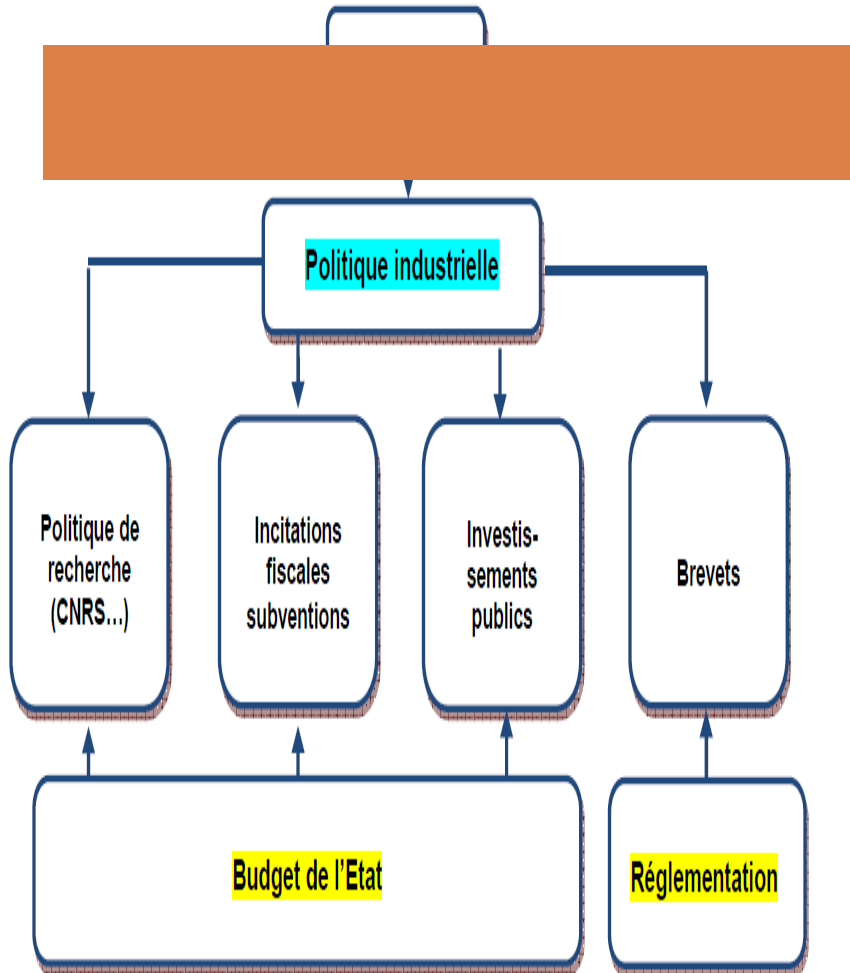 Politique industrielle
Politique de
recherche
(CNRS…)
Incitations
fiscales
subventions
Investis-
sements
publics
Brevets
Budget de l’Etat
Réglementation